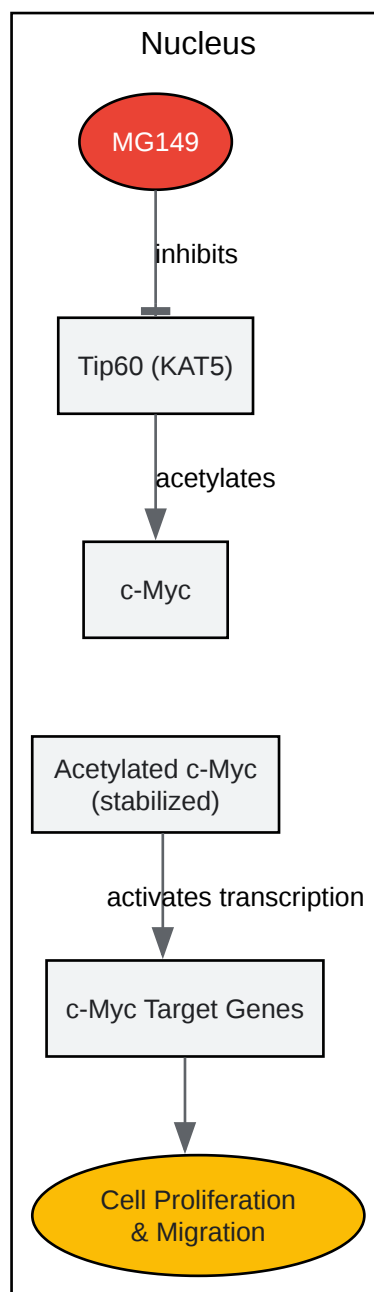 Nucleus
MG149
inhibits
Tip60 (KAT5)
acetylates
c-Myc
Acetylated c-Myc
(stabilized)
activates transcription
c-Myc Target Genes
Cell Proliferation
& Migration